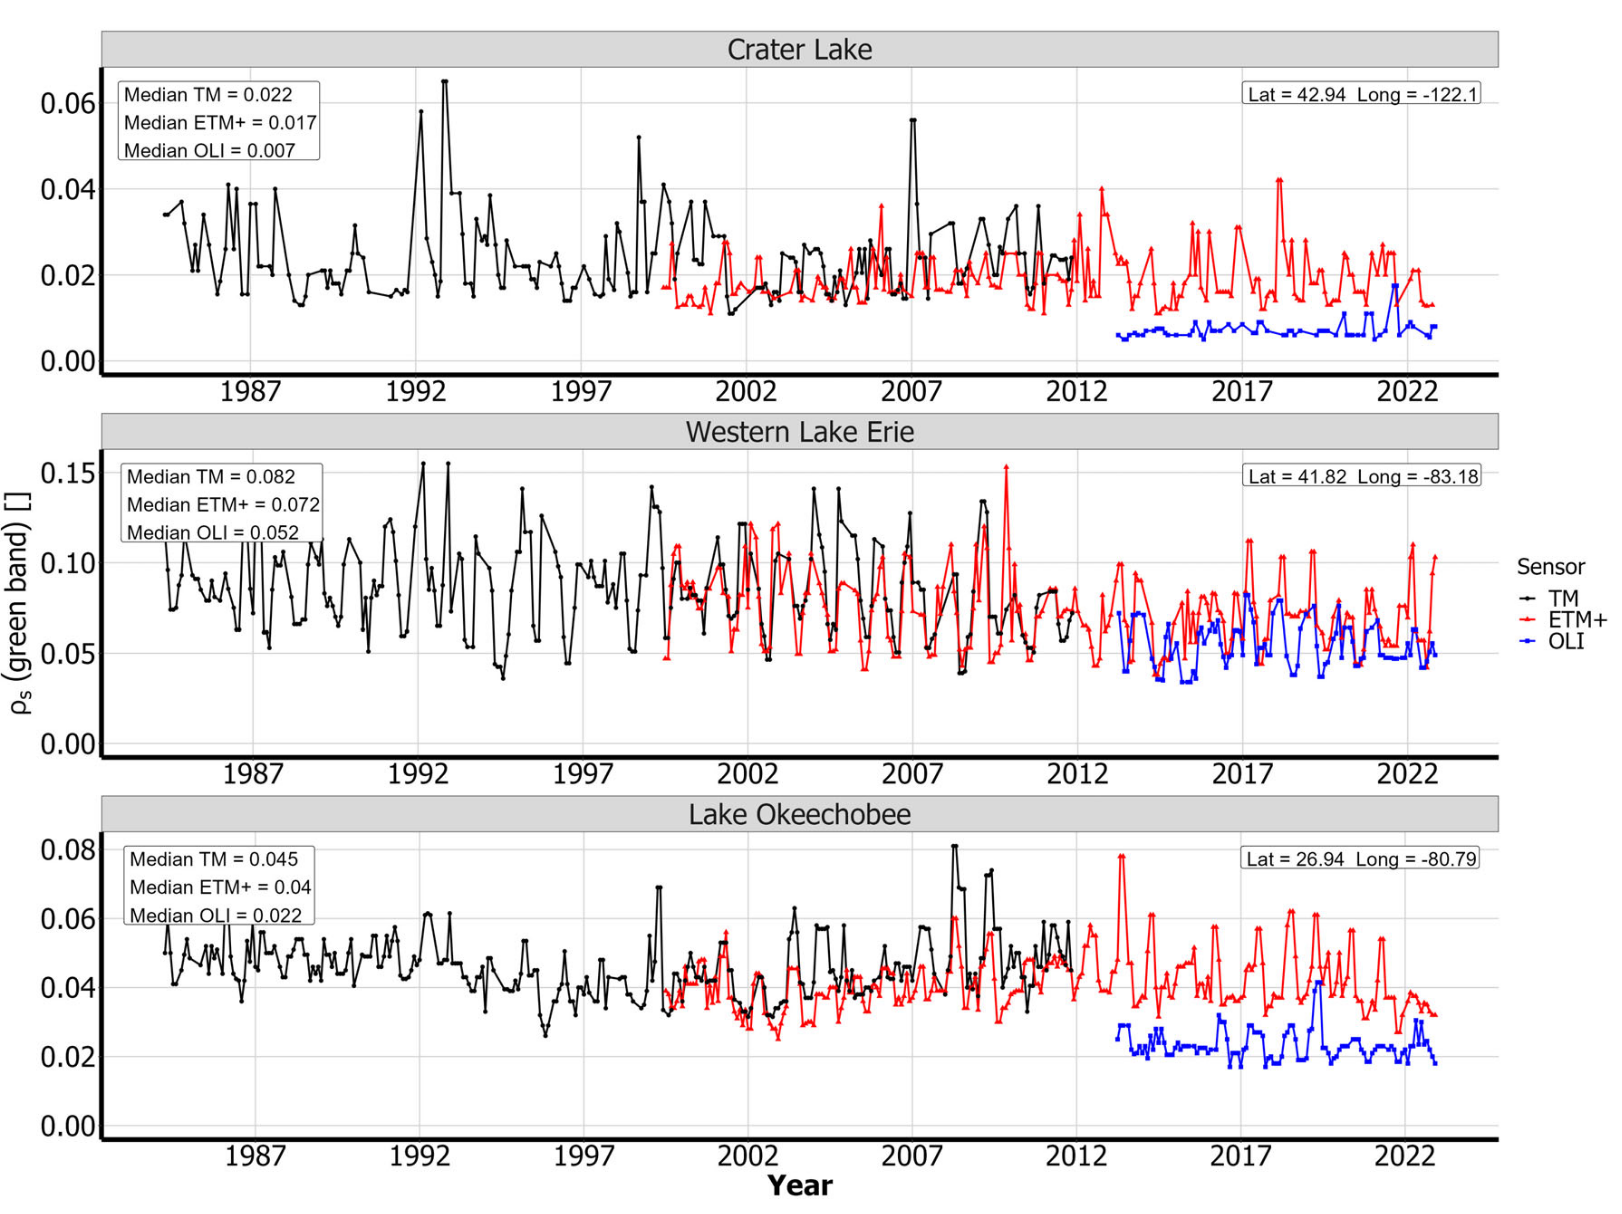 Crater Lake
Median TM = 0.022
Median ETM+ = 0.017
Median OLI = 0.007
Lat = 42.94  Long = -122.1
0.06
0.04
0.02
0.00
1987 1992 1997 2002 2007 2012 2017 2022
Western Lake Erie
Median TM = 0.082
Median ETM+ = 0.072
Median OLI = 0.052
Lat = 41.82  Long = -83.18
0.15
0.10
0.05
0.00
1987 1992 1997 2002 2007 2012 2017 2022
Lake Okeechobee
Median TM = 0.045
Median ETM+ = 0.04
Median OLI = 0.022
Lat = 26.94  Long = -80.79
0.08
0.06
0.04
0.02
0.00
1987 1992 1997 2002 2007 2012 2017 2022
Year
ρs (green band) []
Sensor
TM
ETM+
OLI